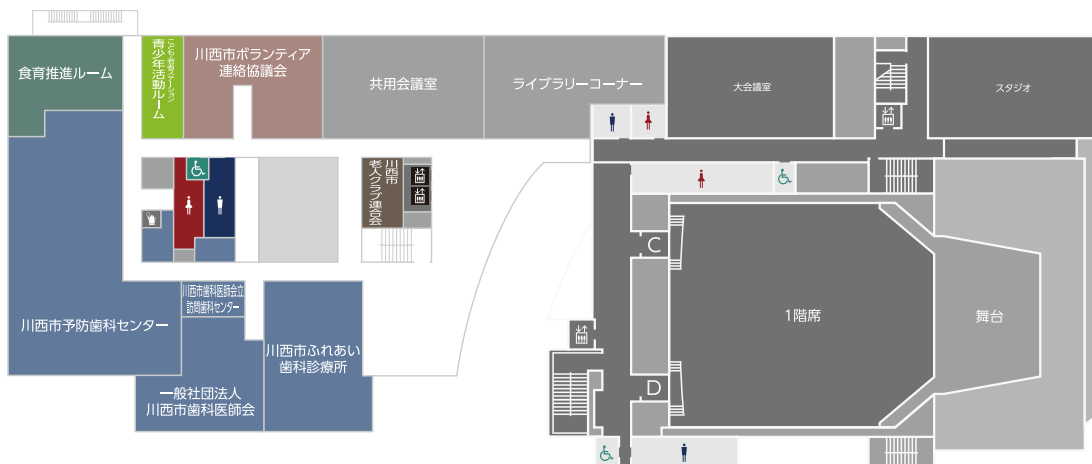 食育推進ルーム
こども・若者ステーション
青少年活動ルーム
川西市ボランティア
連絡協議会
共用会議室
ライブラリーコーナー
大会議室
スタジオ
川西市
老人クラブ連合会
C
1階席
舞台
D
川西市予防歯科センター
川西市歯科医師会立
訪問歯科センター
川西市ふれあい
歯科診療所
一般社団法人
川西市歯科医師会